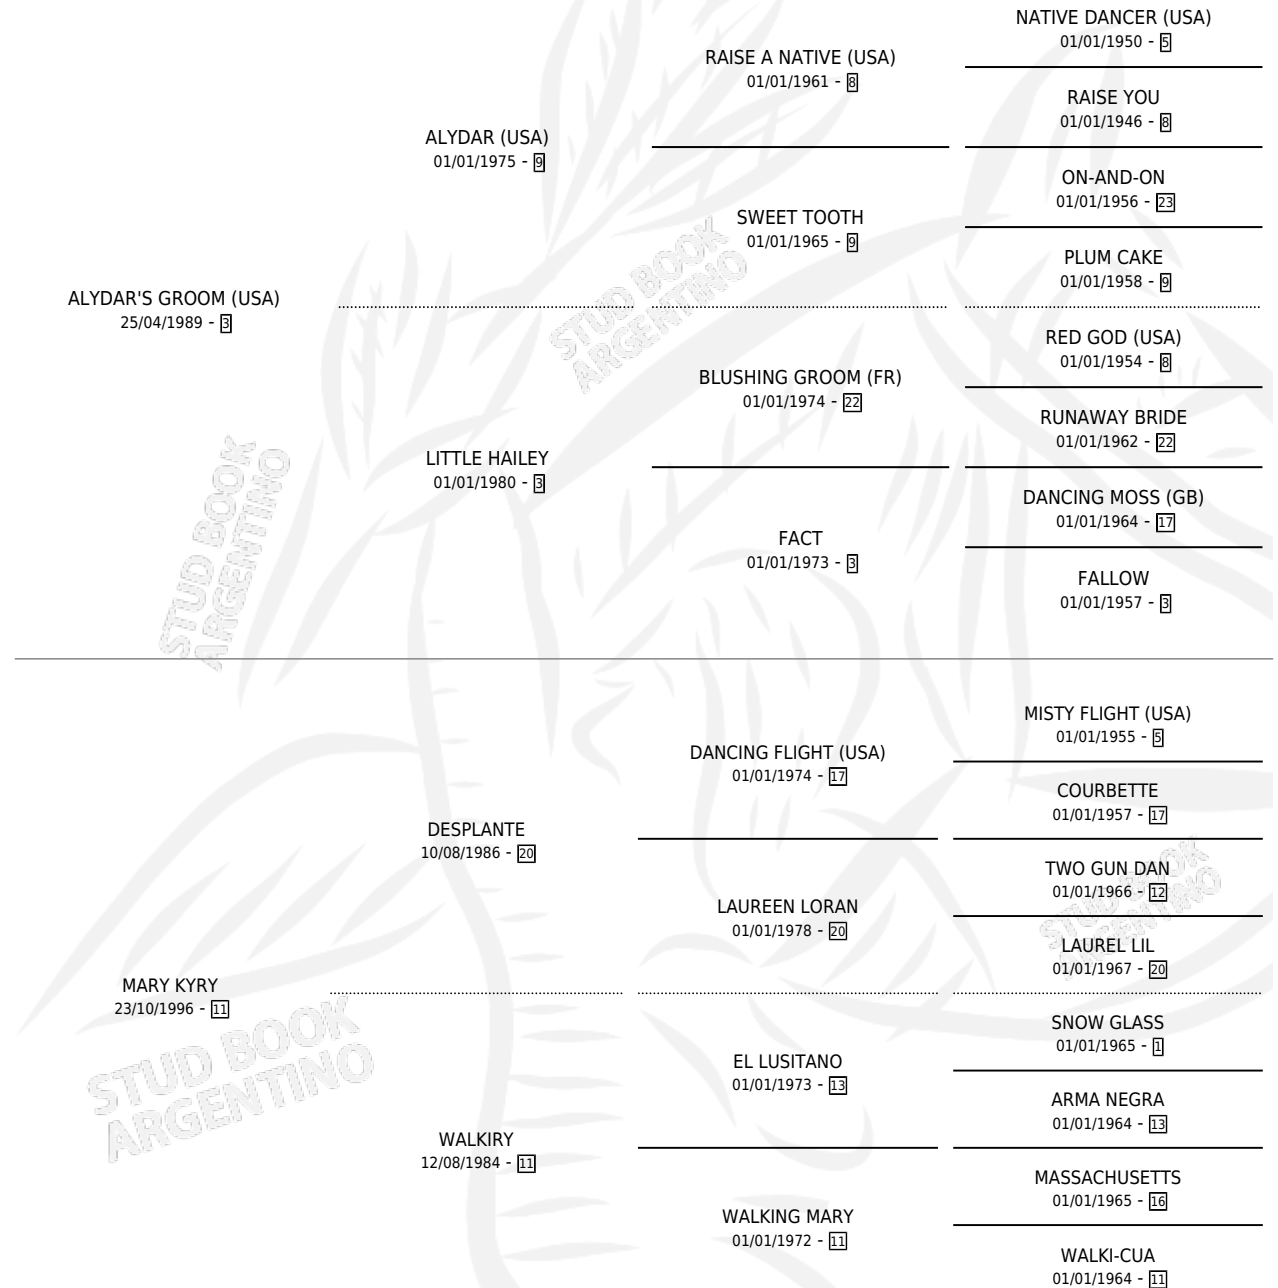 NATIVE DANCER (USA)
01/01/1950 - 5
RAISE A NATIVE (USA)
01/01/1961 - 8
RAISE YOU
01/01/1946 - 8
ALYDAR (USA)
01/01/1975 - 9
ON-AND-ON
01/01/1956 - 23
SWEET TOOTH
01/01/1965 - 9
PLUM CAKE
01/01/1958 - 9
ALYDAR'S GROOM (USA)
25/04/1989 - 3
STUD BOOK
ARGENTINO
RED GOD (USA)
01/01/1954 - 8
BLUSHING GROOM (FR)
01/01/1974 - 22
RUNAWAY BRIDE
01/01/1962 - 22
LITTLE HAILEY
01/01/1980 - 3
DANCING MOSS (GB)
01/01/1964 - 17
FACT
01/01/1973 - 3
FALLOW
01/01/1957 - 3
STUD BOOK
ARGENTINO
MISTY FLIGHT (USA)
01/01/1955 - 5
DANCING FLIGHT (USA)
01/01/1974 - 17
COURBETTE
01/01/1957 - 17
DESPLANTE
10/08/1986 - 20
TWO GUN DAN
01/01/1966 - 12
LAUREEN LORAN
01/01/1978 - 20
LAUREL LIL
01/01/1967 - 20
STUD BOOK
ARGENTINO
MARY KYRY
23/10/1996 - 11
STUD BOOK
ARGENTINO
SNOW GLASS
01/01/1965 - 1
EL LUSITANO
01/01/1973 - 13
ARMA NEGRA
01/01/1964 - 13
WALKIRY
12/08/1984 - 11
MASSACHUSETTS
01/01/1965 - 16
WALKING MARY
01/01/1972 - 11
WALKI-CUA
01/01/1964 - 11